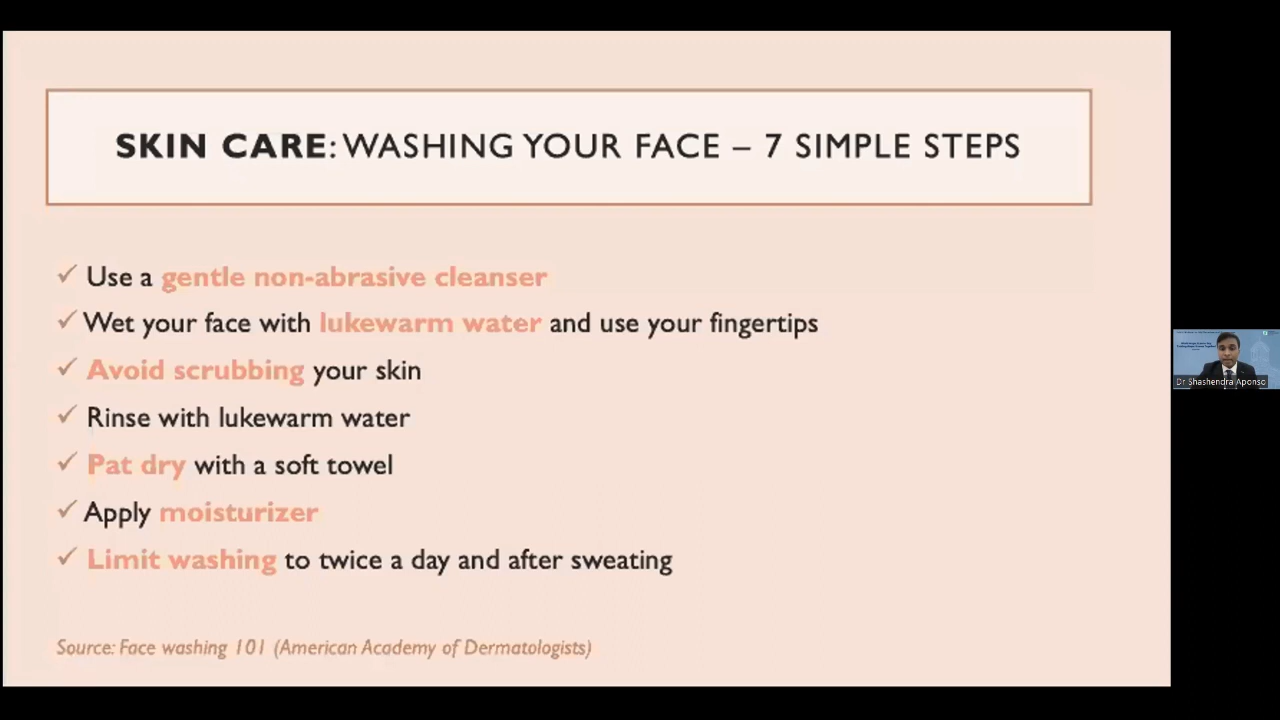 SKIN CARE: WASHING YOUR FACE – 7 SIMPLE STEPS
✓ Use a gentle non-abrasive cleanser
✓ Wet your face with lukewarm water and use your fingertips
✓ Avoid scrubbing your skin
✓ Rinse with lukewarm water
✓ Pat dry with a soft towel
✓ Apply moisturizer
✓ Limit washing to twice a day and after sweating
Source: Face washing 101 (American Academy of Dermatologists)
Dr Shashendra Aponso